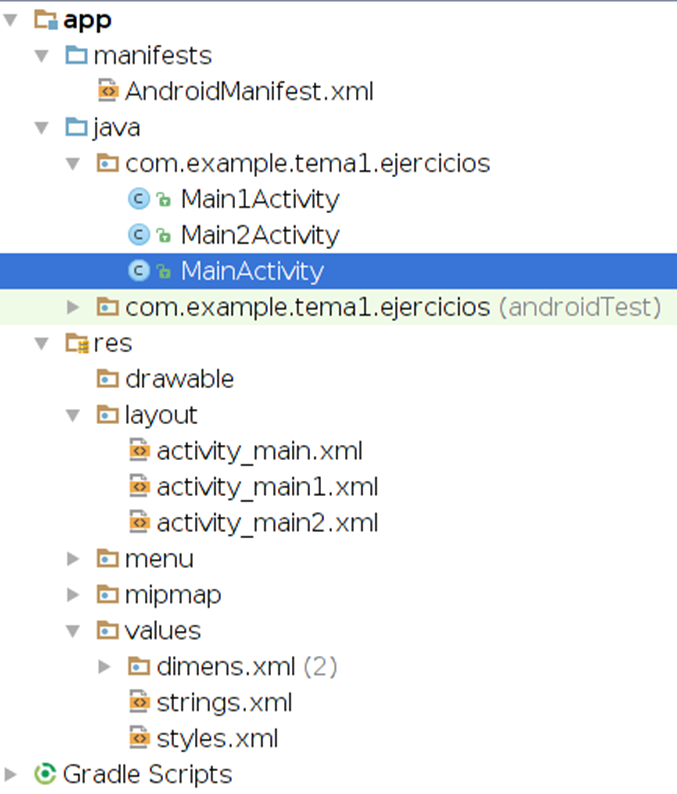 app
manifests
AndroidManifest.xml
java
com.example.tema1.ejercicios
C Main1Activity
C Main2Activity
C MainActivity
com.example.tema1.ejercicios (androidTest)
res
drawable
layout
activity_main.xml
activity_main1.xml
activity_main2.xml
menu
mipmap
values
dimens.xml (2)
strings.xml
styles.xml
Gradle Scripts